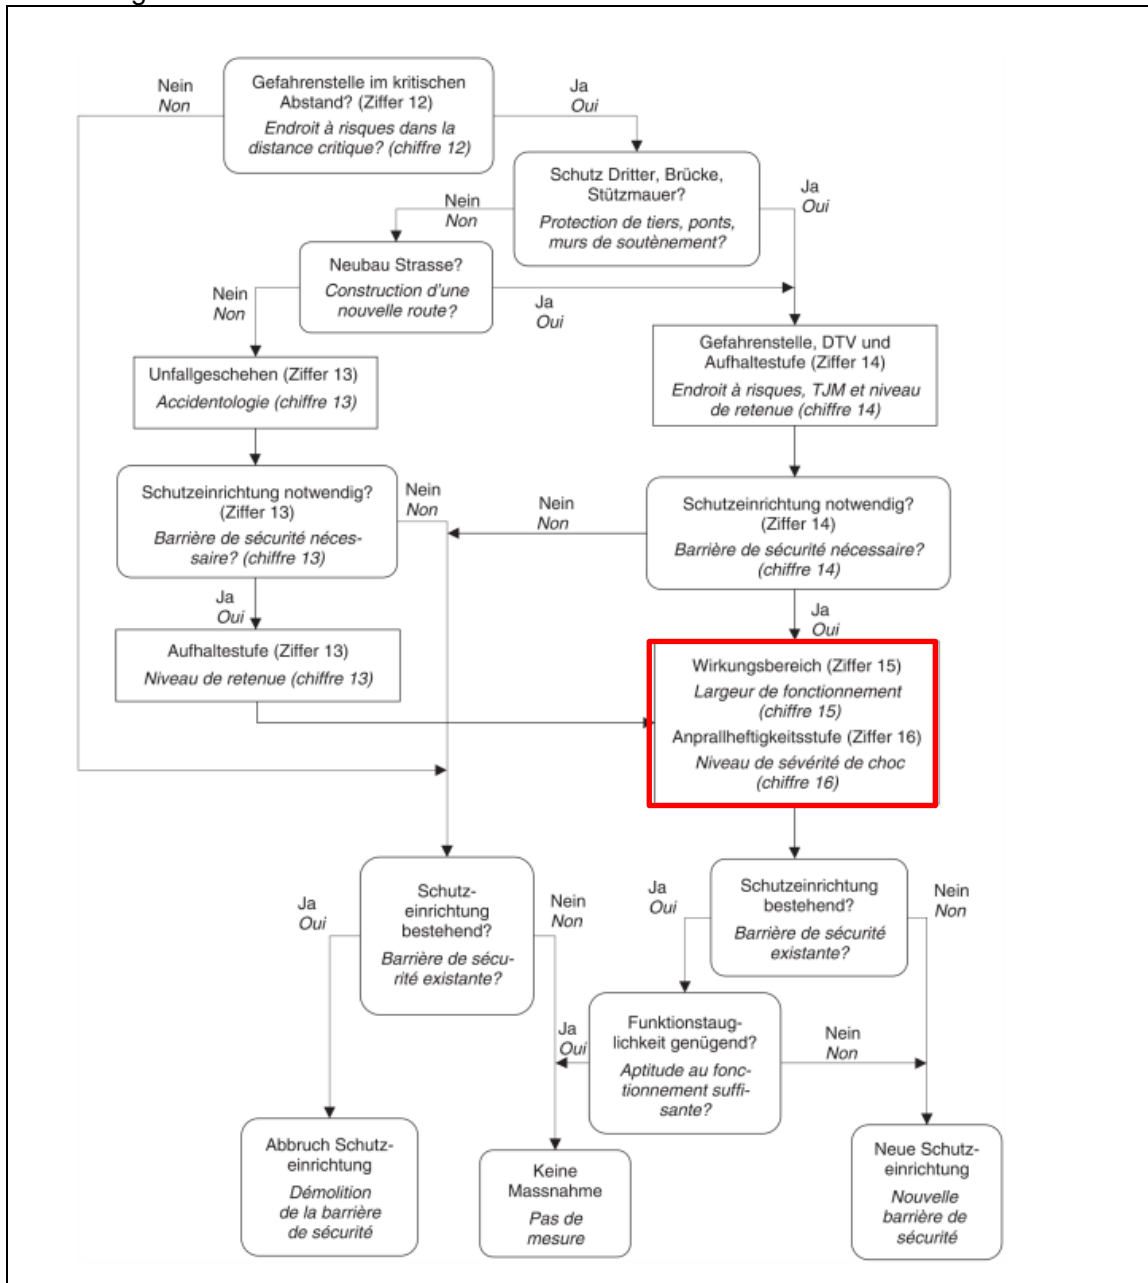 Nein
Non
Gefahrenstelle im kritischen
Abstand? (Ziffer 12)
Endroit à risques dans la
distance critique? (chiffre 12)
Ja
Oui
Schutz Dritter, Brücke,
Stützmauer?
Protection de tiers, ponts,
murs de soutènement?
Nein
Non
Ja
Oui
Neubau Strasse?
Construction d'une
nouvelle route?
Nein
Non
Ja
Oui
Unfallgeschehen (Ziffer 13)
Accidentologie (chiffre 13)
Gefahrenstelle, DTV und
Aufhaltestufe (Ziffer 14)
Endroit à risques, TJM et niveau
de retenue (chiffre 14)
Schutzeinrichtung notwendig?
(Ziffer 13)
Barrière de sécurité néces-
saire? (chiffre 13)
Nein
Non
Nein
Non
Schutzeinrichtung notwendig?
(Ziffer 14)
Barrière de sécurité nécessaire?
(chiffre 14)
Ja
Oui
Ja
Oui
Aufhaltestufe (Ziffer 13)
Niveau de retenue (chiffre 13)
Wirkungsbereich (Ziffer 15)
Largeur de fonctionnement
(chiffre 15)
Anprallheftigkeitsstufe (Ziffer 16)
Niveau de sévérité de choc
(chiffre 16)
Ja
Oui
Schutz-
einrichtung
bestehend?
Barrière de sécu-
rité existante?
Nein
Non
Ja
Oui
Schutzeinrichtung
bestehend?
Barrière de sécurité
existante?
Nein
Non
Ja
Oui
Funktionstaug-
lichkeit genügend?
Aptitude au fonc-
tionnement suffi-
sante?
Nein
Non
Abbruch Schutz-
einrichtung
Démolition
de la barrière
de sécurité
Keine
Massnahme
Pas de
mesure
Neue Schutz-
einrichtung
Nouvelle
barrière de
sécurité